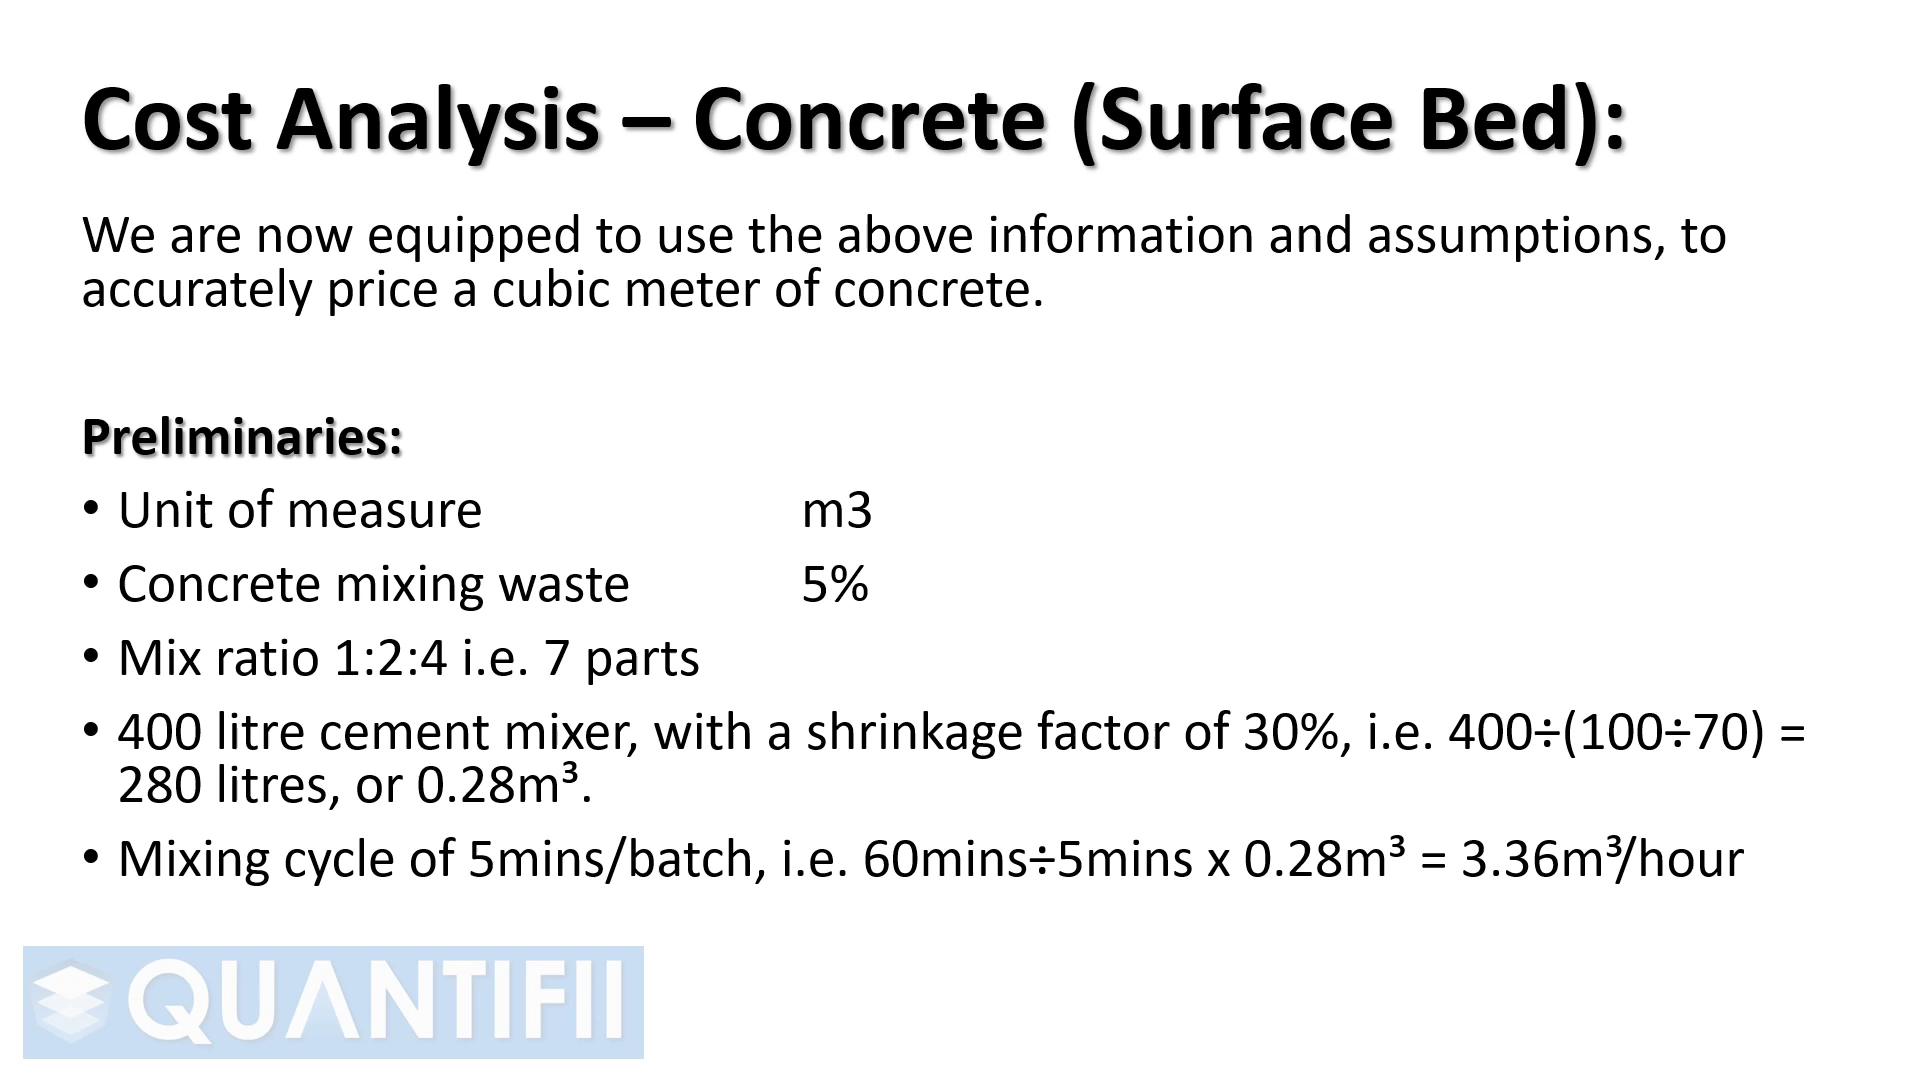 Cost Analysis – Concrete (Surface Bed):
We are now equipped to use the above information and assumptions, to
accurately price a cubic meter of concrete.
Preliminaries:
• Unit of measure m3
• Concrete mixing waste 5%
• Mix ratio 1:2:4 i.e. 7 parts
• 400 litre cement mixer, with a shrinkage factor of 30%, i.e. 400÷(100÷70) =
280 litres, or 0.28m³.
• Mixing cycle of 5mins/batch, i.e. 60mins÷5mins x 0.28m³ = 3.36m³/hour
QUANTIFII